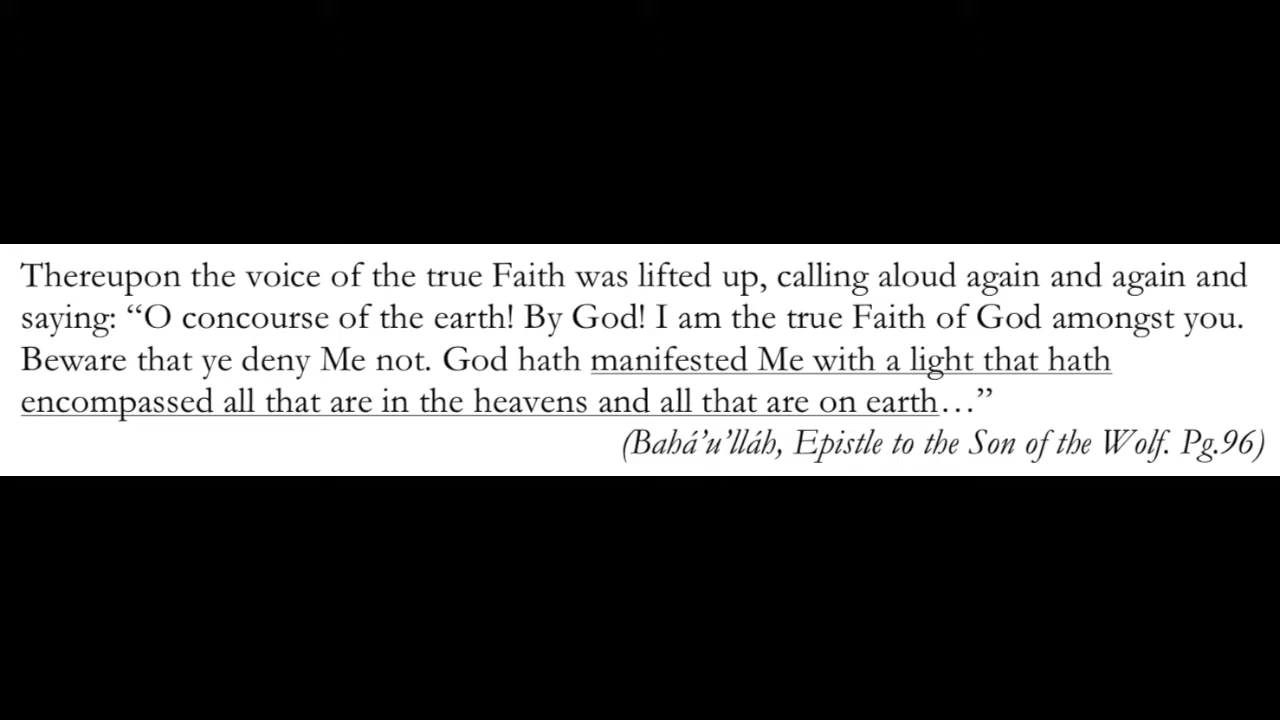 Thereupon the voice of the true Faith was lifted up, calling aloud again and again and
saying: “O concourse of the earth! By God! I am the true Faith of God amongst you.
Beware that ye deny Me not. God hath manifested Me with a light that hath
encompassed all that are in the heavens and all that are on earth…”
(Bahá’u’lláh, Epistle to the Son of the Wolf. Pg.96)